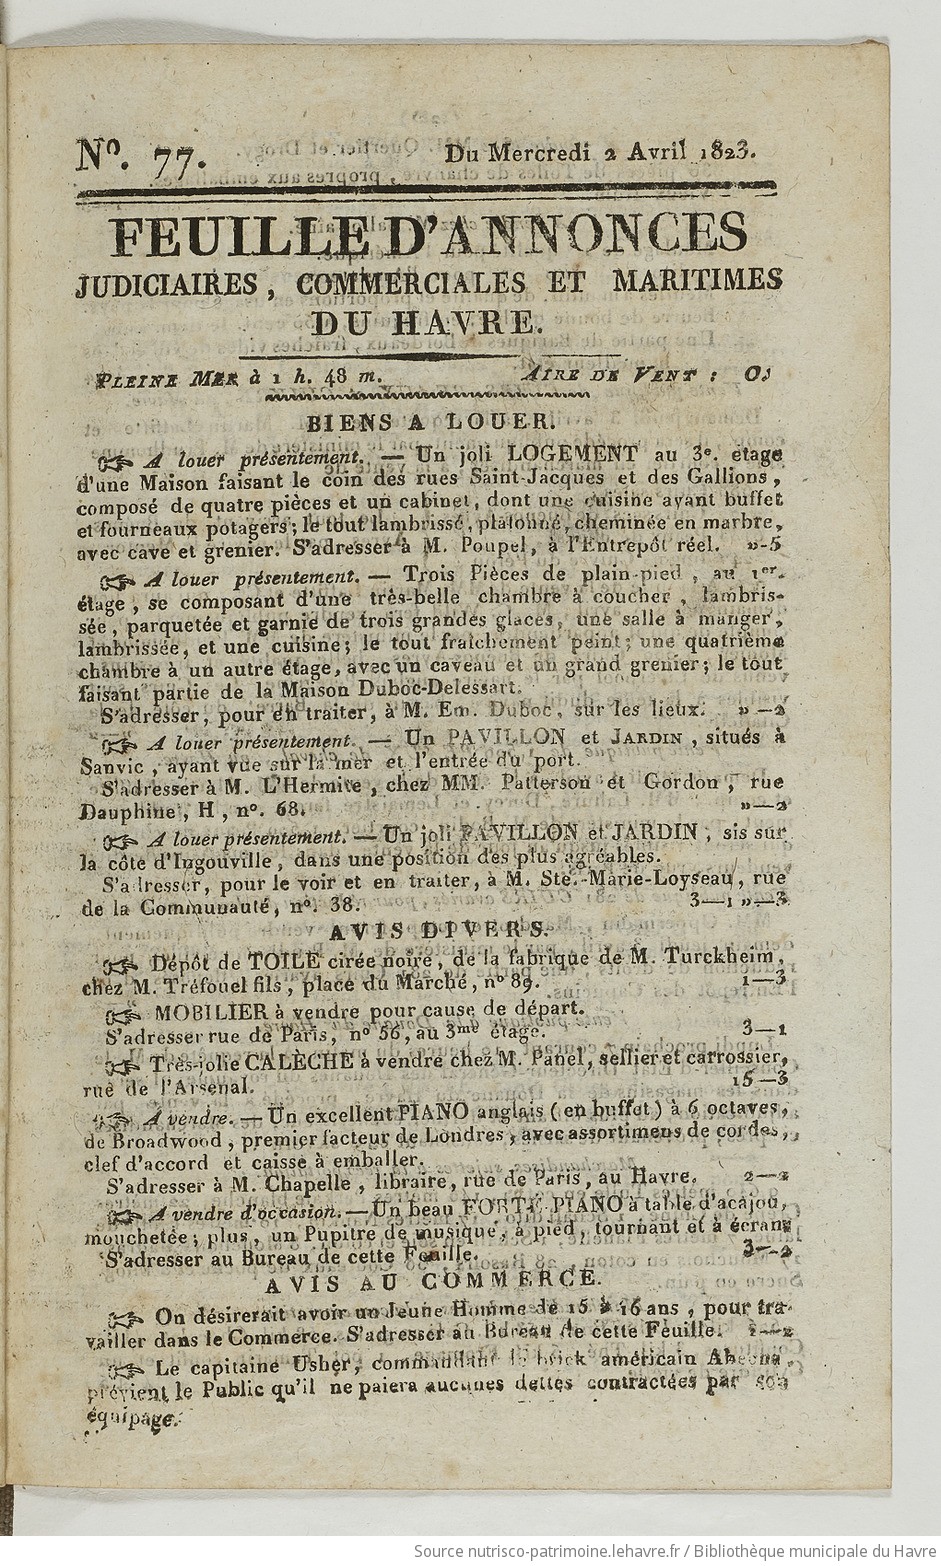 Nº. 77. Du Mercredi 2 Avril 1823.
FEUILLE D'ANNONCES
JUDICIAIRES, COMMERCIALES ET MARITIMES
DU HAVRE.
PLEINE MER à 1 h. 48 m. AIRE DE VENT :
BIENS A LOUER.
☞ A louer présentement. — Un joli LOGEMENT au 3e. étage
d'une Maison faisant le coin des rues Saint-Jacques et des Gallions,
composé de quatre pièces et un cabinet, dont une cuisine ayant buffet
et fourneaux potagers; le tout lambrissé, plafonné, cheminée en marbre,
avec cave et grenier. S'adresser à M. Poupel, à l'Entrepôt réel. »-5
☞ A louer présentement. — Trois Pièces de plain-pied, au 1er.
étage, se composant d'une très-belle chambre à coucher, lambris-
sée, parquetée et garnie de trois grandes glaces, une salle à manger,
lambrissée, et une cuisine; le tout fraîchement peint; une quatrième
chambre à un autre étage, avec un caveau et un grand grenier; le tout
faisant partie de la Maison Duboc-Delessart.
S'adresser, pour en traiter, à M. Em. Duboc, sur les lieux. »—2
☞ A louer présentement. — Un PAVILLON et JARDIN, situés à
Sanvic, ayant vue sur la mer et l'entrée du port.
S'adresser à M. L'Hermite, chez MM. Patterson et Gordon, rue
Dauphine, H, nº. 68. »—2
☞ A louer présentement. — Un joli PAVILLON et JARDIN, sis sur
la côte d'Ingouville, dans une position des plus agréables.
S'adresser, pour le voir et en traiter, à M. Ste.-Marie-Loyseau, rue
de la Communauté, nº. 38. 3—1 »—3
AVIS DIVERS.
☞ Dépôt de TOILE cirée noire, de la fabrique de M. Turckheim,
chez M. Tréfouel fils, place du Marché, nº 89. 1—3
☞ MOBILIER à vendre pour cause de départ.
S'adresser rue de Paris, nº 56, au 3me étage. 3—1
☞ Très-jolie CALÈCHE à vendre chez M. Panel, sellier et carrossier,
rue de l'Arsenal. 15—3
☞ A vendre. — Un excellent PIANO anglais (en buffet) à 6 octaves,
de Broadwood, premier facteur de Londres, avec assortimens de cordes,
clef d'accord et caisse à emballer.
S'adresser à M. Chapelle, libraire, rue de Paris, au Havre. 2—2
☞ A vendre d'occasion. — Un beau FORTÉ-PIANO à table d'acajou,
mouchetée; plus, un Pupitre de musique, à pied, tournant et à écrans
S'adresser au Bureau de cette Feuille. 3—2
AVIS AU COMMERCE.
☞ On désirerait avoir un Jeune Homme de 15 à 16 ans, pour tra-
vailler dans le Commerce. S'adresser au Bureau de cette Feuille. 2—2
☞ Le capitaine Usher, commandant le brick américain
prévient le Public qu'il ne paiera aucunes dettes contractées par son
équipage.
Source nutrisco-patrimoine.lehavre.fr / Bibliothèque municipale du Havre